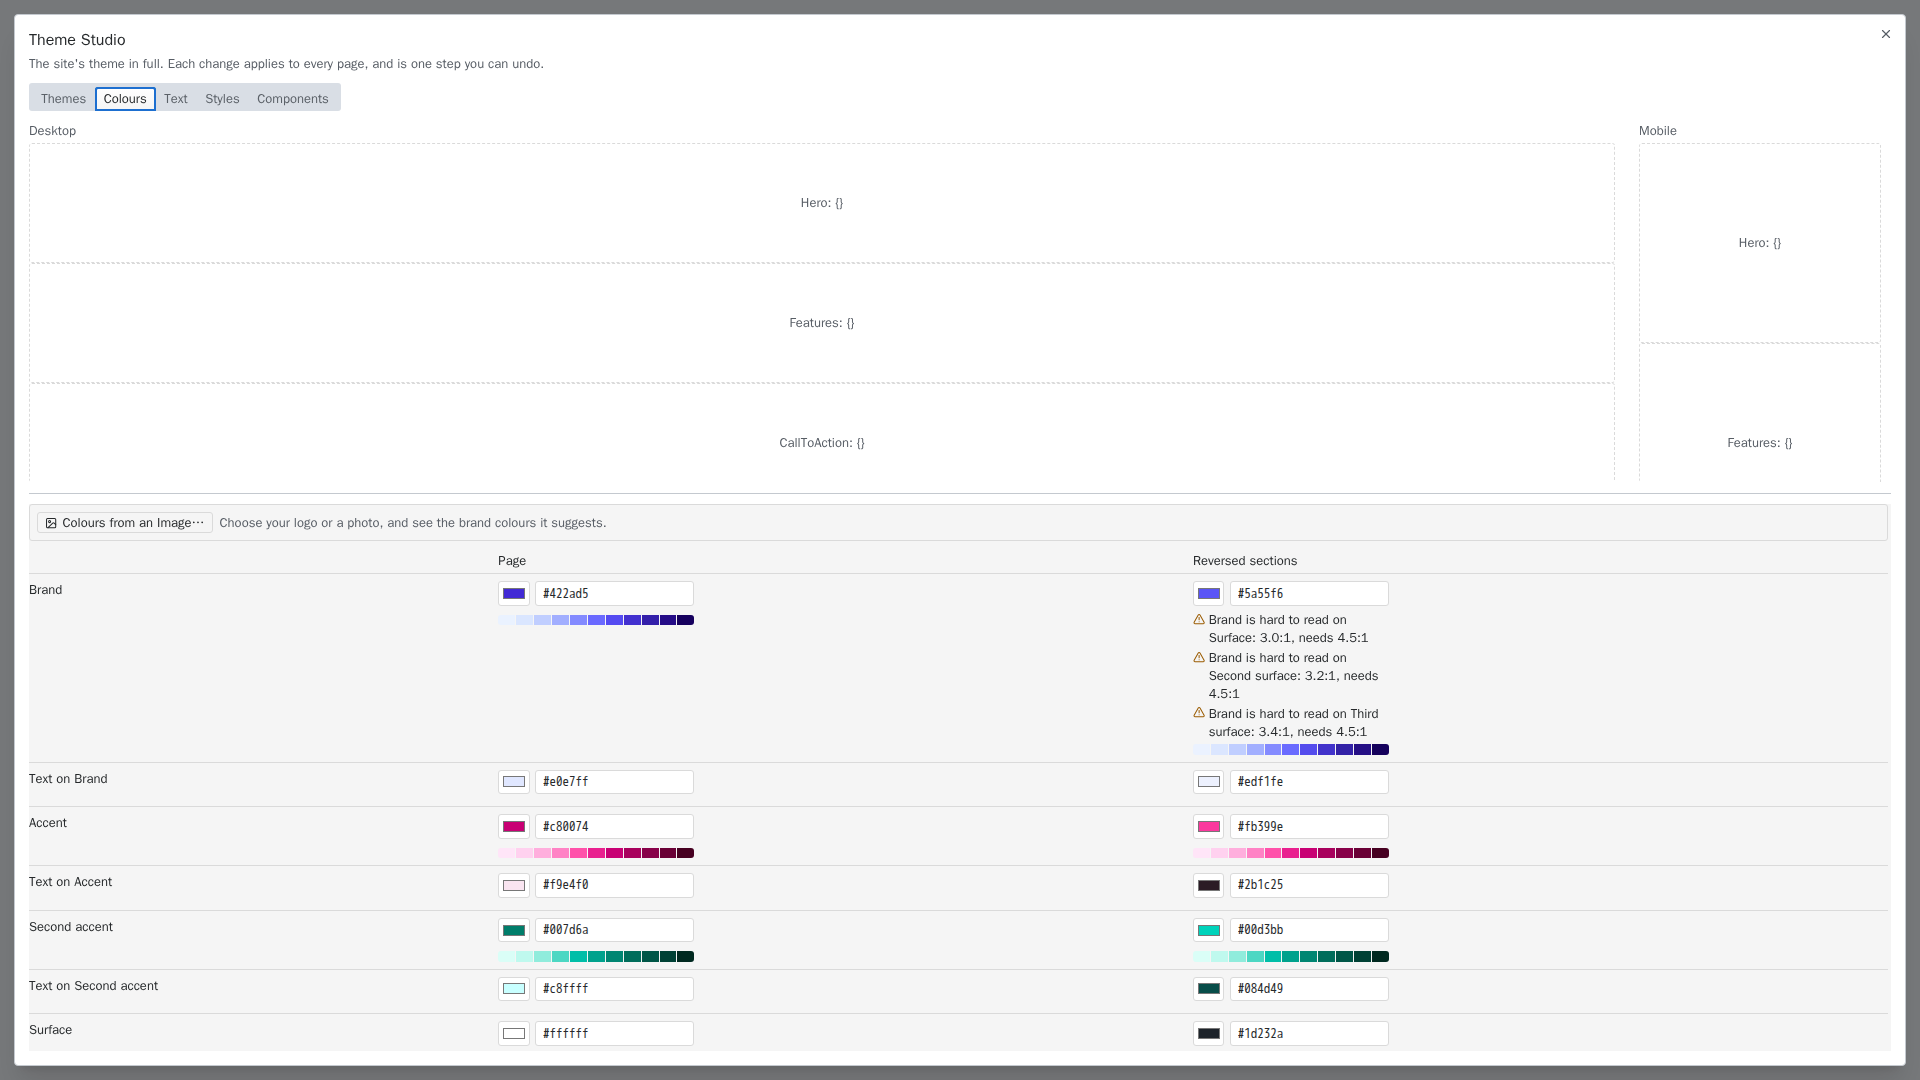 Theme Studio
The site's theme in full. Each change applies to every page, and is one step you can undo.
Themes Colours Text Styles Components
Desktop Mobile
Hero: {}
Hero: {}
Features: {}
CallToAction: {}
Features: {}
Colours from an Image… Choose your logo or a photo, and see the brand colours it suggests.
Page Reversed sections
Brand #422ad5 #5a55f6
Brand is hard to read on
Surface: 3.0:1, needs 4.5:1
Brand is hard to read on
Second surface: 3.2:1, needs
4.5:1
Brand is hard to read on Third
surface: 3.4:1, needs 4.5:1
Text on Brand #e0e7ff #edf1fe
Accent #c80074 #fb399e
Text on Accent #f9e4f0 #2b1c25
Second accent #007d6a #00d3bb
Text on Second accent #c8ffff #084d49
Surface #ffffff #1d232a